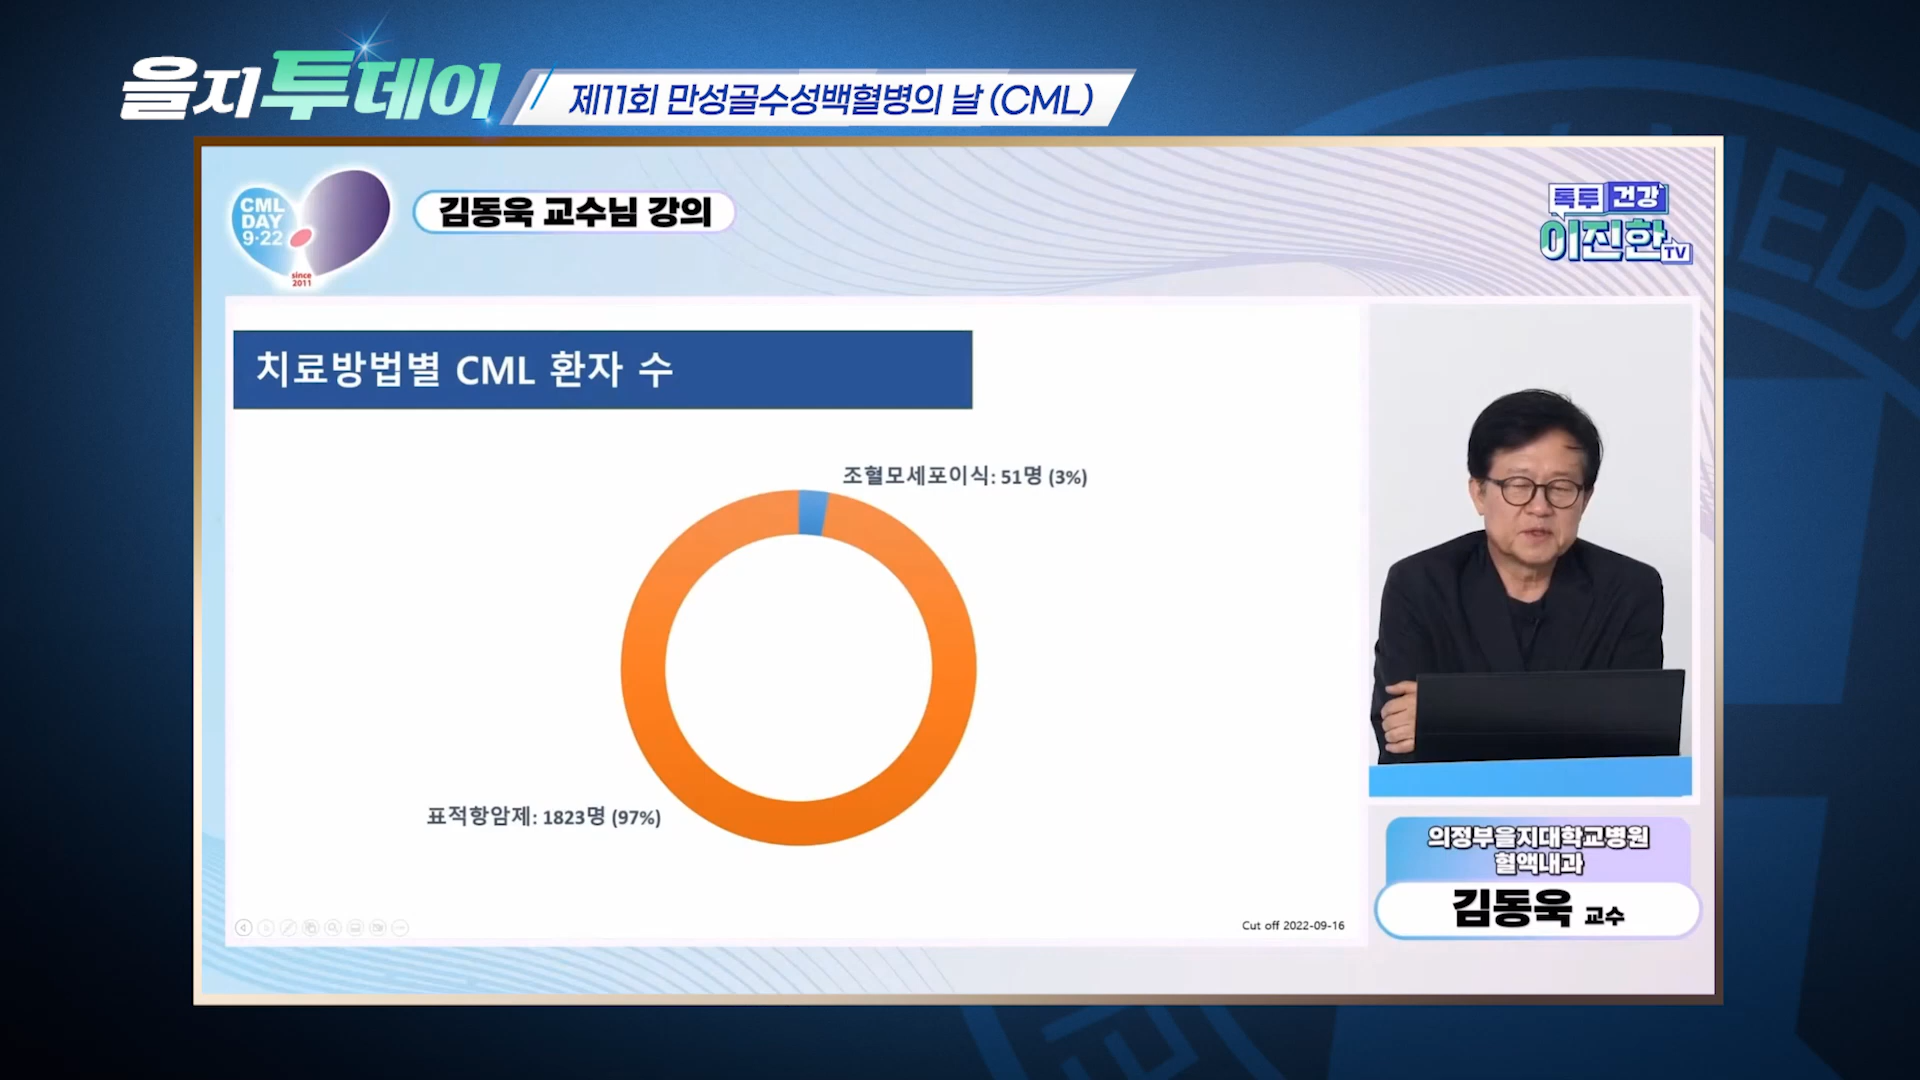 을지투데이
제11회 만성골수성백혈병의 날 (CML)
CML
DAY
9·22
since
2011
김동욱 교수님 강의
톡투 건강
이진한TV
치료방법별 CML 환자 수
조혈모세포이식: 51명 (3%)
표적항암제: 1823명 (97%)
Cut off 2022-09-16
의정부을지대학교병원
혈액내과
김동욱 교수